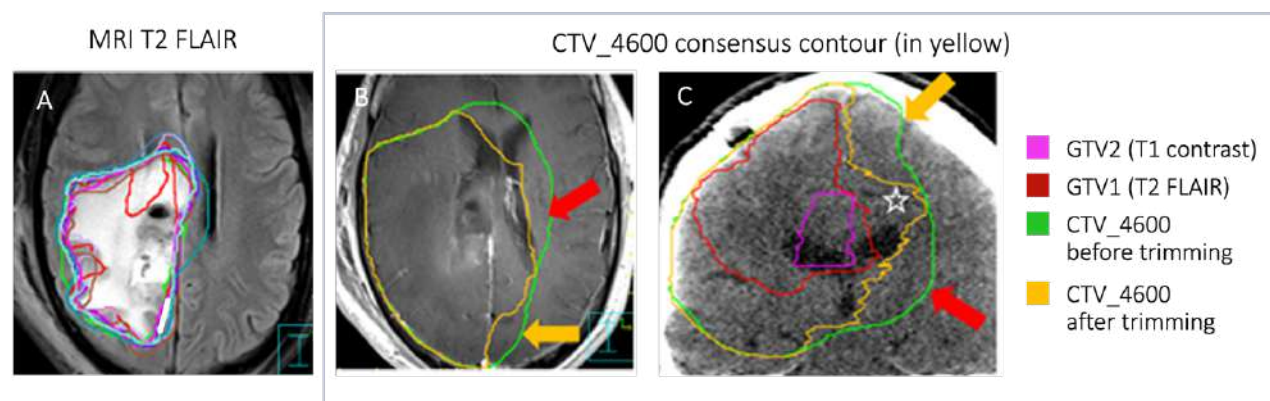 MRI T2 FLAIR
CTV_4600 consensus contour (in yellow)
A
B
C
GTV2 (T1 contrast)
GTV1 (T2 FLAIR)
CTV_4600
before trimming
CTV_4600
after trimming